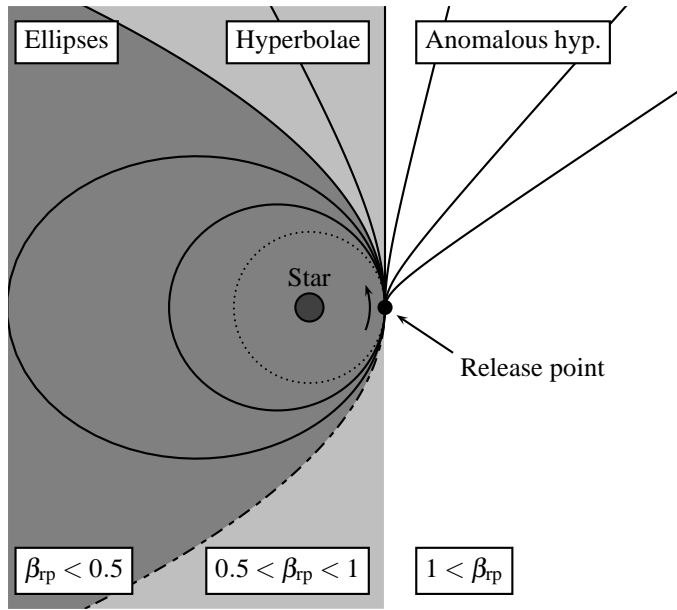 Ellipses
Hyperbolae
Anomalous hyp.
Star
Release point
β_rp < 0.5
0.5 < β_rp < 1
1 < β_rp